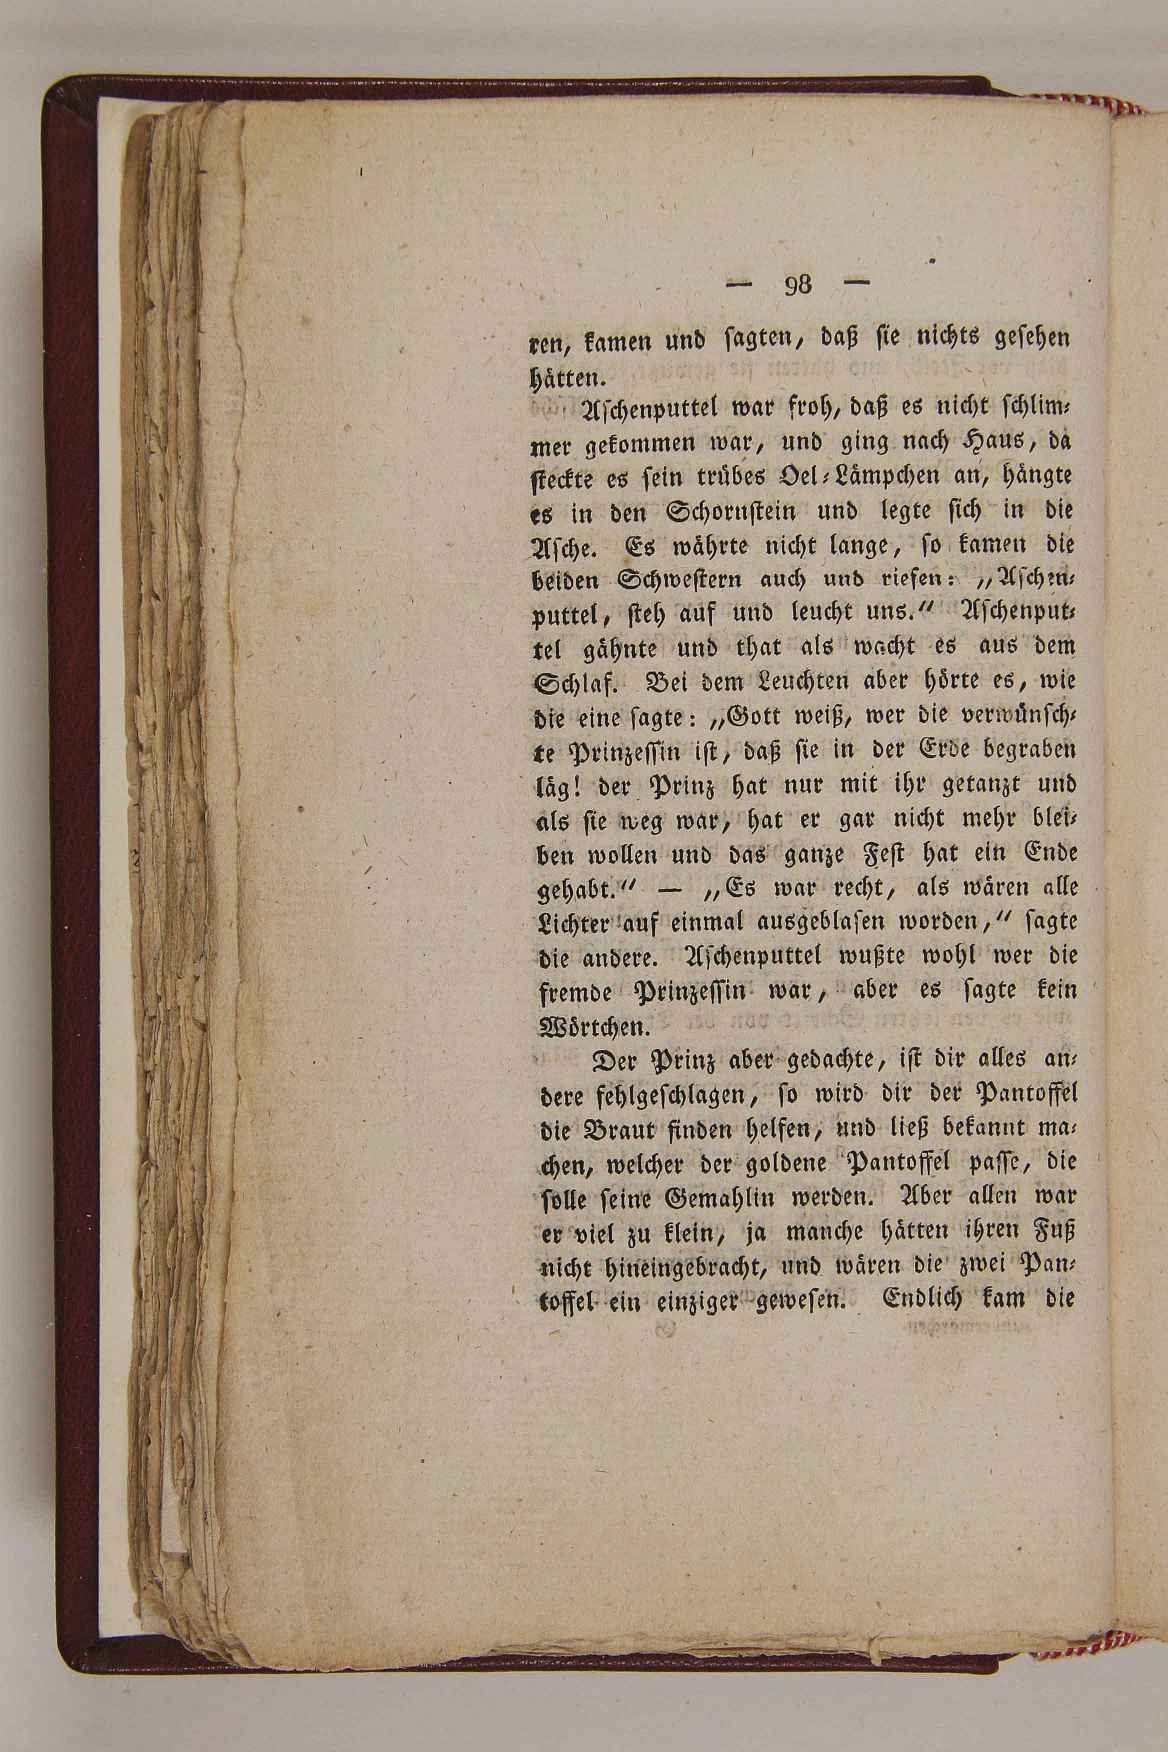 — 98 —
ren, kamen und sagten, daß sie nichts gesehen
hätten.
Aschenputtel war froh, daß es nicht schlim-
mer gekommen war, und ging nach Haus, da
steckte es sein trübes Oel-Lämpchen an, hängte
es in den Schornstein und legte sich in die
Asche. Es währte nicht lange, so kamen die
beiden Schwestern auch und riefen: „Aschen-
puttel, steh auf und leucht uns.“ Aschenput-
tel gähnte und that als wacht es aus dem
Schlaf. Bei dem Leuchten aber hörte es, wie
die eine sagte: „Gott weiß, wer die verwünsch-
te Prinzessin ist, daß sie in der Erde begraben
läg! der Prinz hat nur mit ihr getanzt und
als sie weg war, hat er gar nicht mehr blei-
ben wollen und das ganze Fest hat ein Ende
gehabt.“ — „Es war recht, als wären alle
Lichter auf einmal ausgeblasen worden,“ sagte
die andere. Aschenputtel wußte wohl wer die
fremde Prinzessin war, aber es sagte kein
Wörtchen.
Der Prinz aber gedachte, ist dir alles an-
dere fehlgeschlagen, so wird dir der Pantoffel
die Braut finden helfen, und ließ bekannt ma-
chen, welcher der goldene Pantoffel passe, die
solle seine Gemahlin werden. Aber allen war
er viel zu klein, ja manche hätten ihren Fuß
nicht hineingebracht, und wären die zwei Pan-
toffel ein einziger gewesen. Endlich kam die